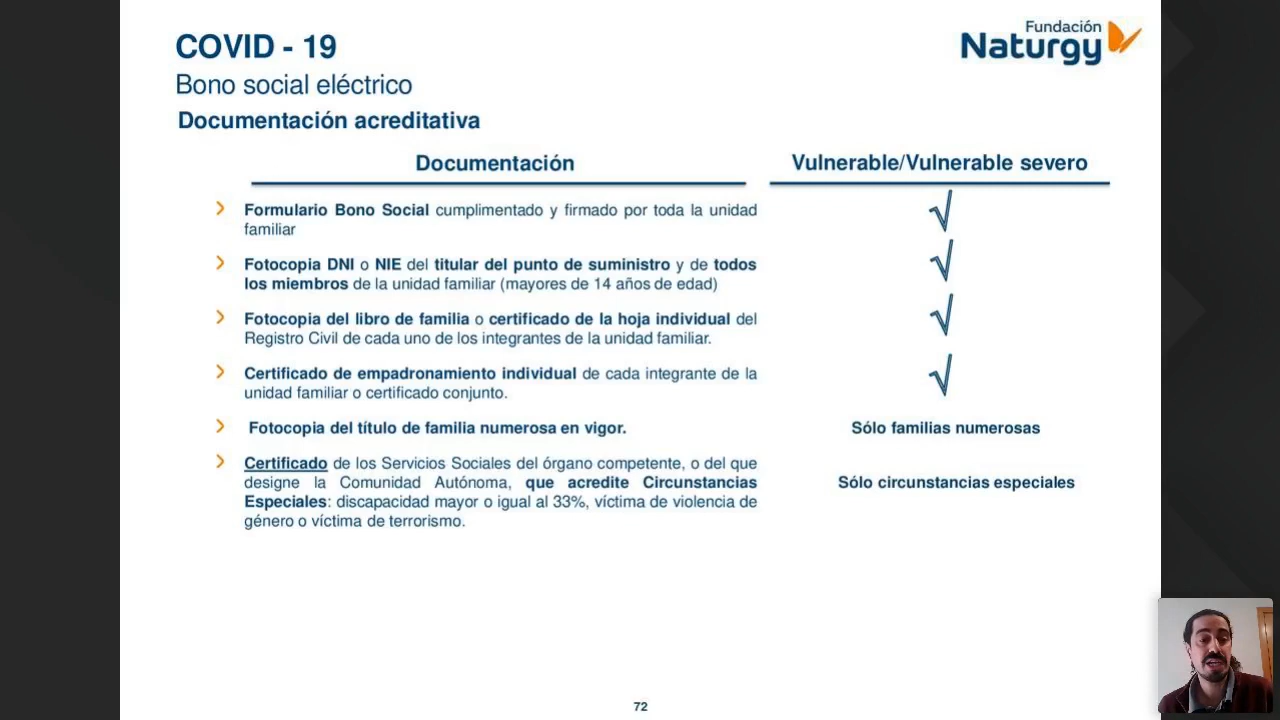 COVID - 19
Fundación
Naturgy
Bono social eléctrico
Documentación acreditativa
Documentación
Vulnerable/Vulnerable severo
Formulario Bono Social cumplimentado y firmado por toda la unidad
familiar
Fotocopia DNI o NIE del titular del punto de suministro y de todos
los miembros de la unidad familiar (mayores de 14 años de edad)
Fotocopia del libro de familia o certificado de la hoja individual del
Registro Civil de cada uno de los integrantes de la unidad familiar.
Certificado de empadronamiento individual de cada integrante de la
unidad familiar o certificado conjunto.
Fotocopia del título de familia numerosa en vigor.
Sólo familias numerosas
Certificado de los Servicios Sociales del órgano competente, o del que
designe la Comunidad Autónoma, que acredite Circunstancias
Especiales: discapacidad mayor o igual al 33%, víctima de violencia de
género o víctima de terrorismo.
Sólo circunstancias especiales
72